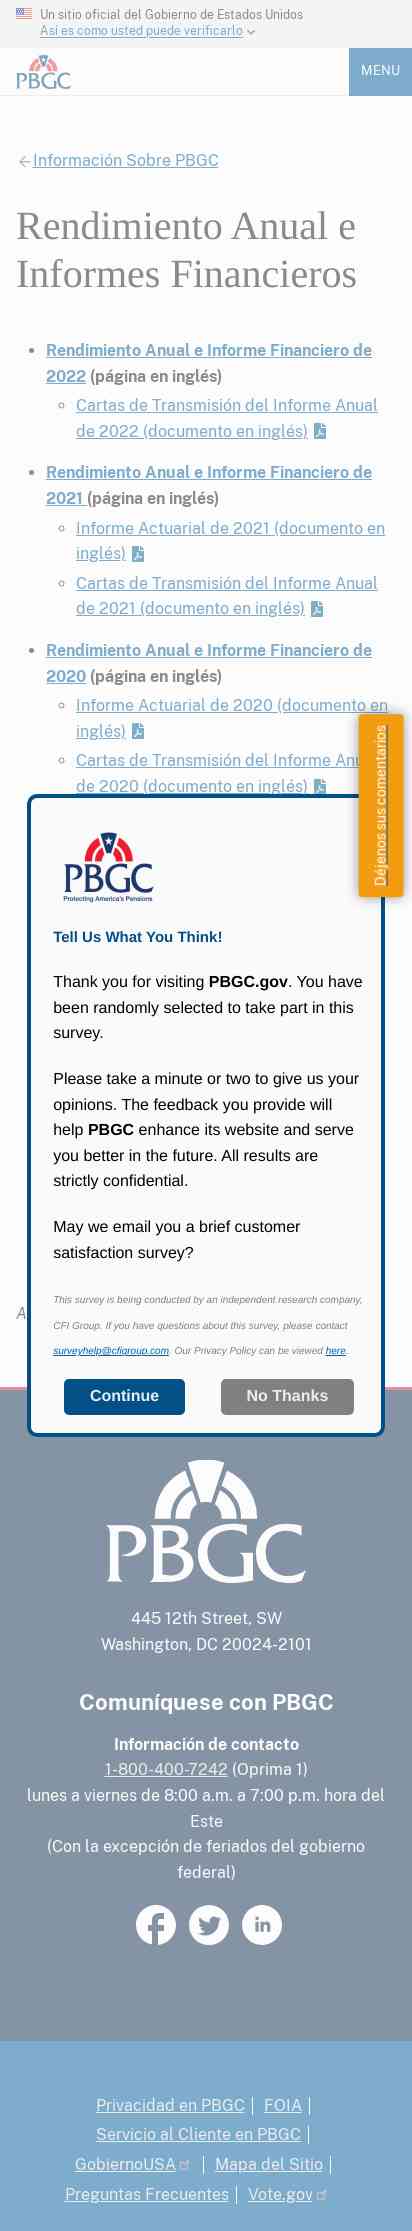 Un sitio oficial del Gobierno de Estados Unidos
Así es como usted puede verificarlo
PBGC
MENU
Información Sobre PBGC
Rendimiento Anual e
Informes Financieros
Rendimiento Anual e Informe Financiero de
2022 (página en inglés)
Cartas de Transmisión del Informe Anual
de 2022 (documento en inglés)
Rendimiento Anual e Informe Financiero de
2021 (página en inglés)
Informe Actuarial de 2021 (documento en
inglés)
Cartas de Transmisión del Informe Anual
de 2021 (documento en inglés)
Rendimiento Anual e Informe Financiero de
2020 (página en inglés)
Informe Actuarial de 2020 (documento en
inglés)
Cartas de Transmisión del Informe
de 2020 (documento en inglés)
Déjenos sus comentarios
PBGC
Protecting America's Pensions
Tell Us What You Think!
Thank you for visiting PBGC.gov. You have
been randomly selected to take part in this
survey.
Please take a minute or two to give us your
opinions. The feedback you provide will
help PBGC enhance its website and serve
you better in the future. All results are
strictly confidential.
May we email you a brief customer
satisfaction survey?
This survey is being conducted by an independent research company,
CFI Group. If you have questions about this survey, please contact
surveyhelp@cfigroup.com. Our Privacy Policy can be viewed here.
Continue
No Thanks
PBGC
445 12th Street, SW
Washington, DC 20024-2101
Comuníquese con PBGC
Información de contacto
1-800-400-7242 (Oprima 1)
lunes a viernes de 8:00 a.m. a 7:00 p.m. hora del
Este
(Con la excepción de feriados del gobierno
federal)
Privacidad en PBGC | FOIA |
Servicio al Cliente en PBGC |
GobiernoUSA | Mapa del Sitio |
Preguntas Frecuentes | Vote.gov